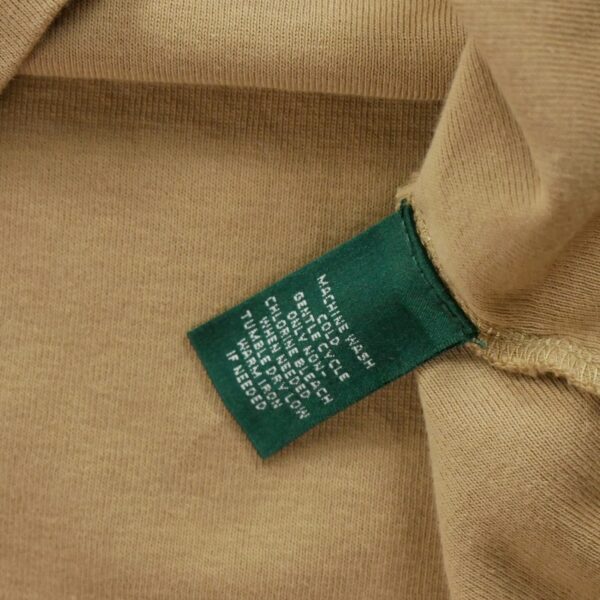 MACHINE WASH
COLD
GENTLE CYCLE
ONLY NON-
CHLORINE BLEACH
WHEN NEEDED
TUMBLE DRY LOW
WARM IRON
IF NEEDED